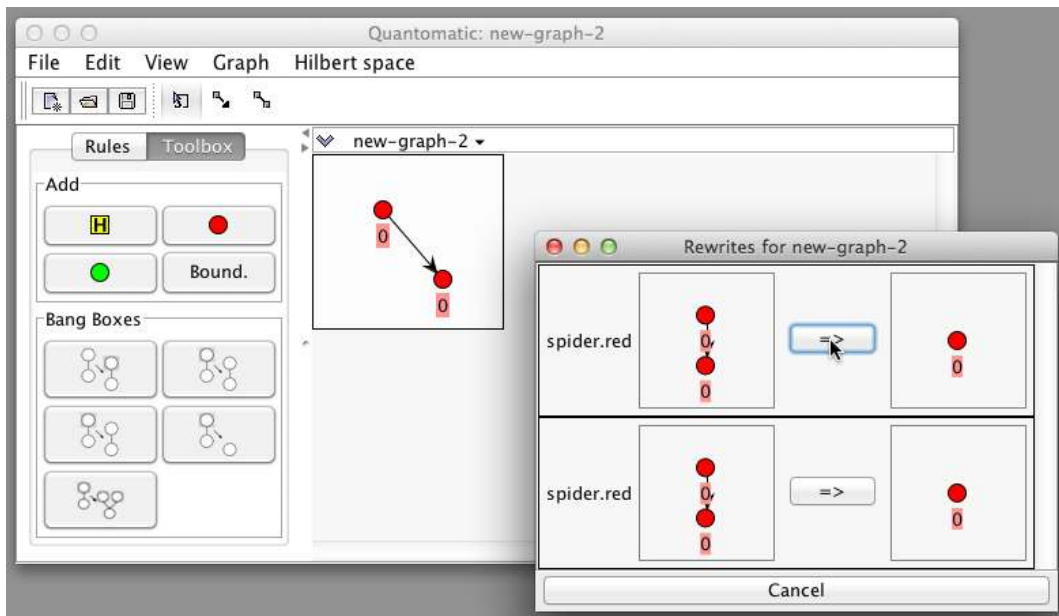 Quantomatic: new-graph-2
File Edit View Graph Hilbert space
Rules Toolbox
new-graph-2
Add
H
Bound.
Bang Boxes
0
0
Rewrites for new-graph-2
spider.red
0
0
=>
0
spider.red
0
0
=>
0
Cancel